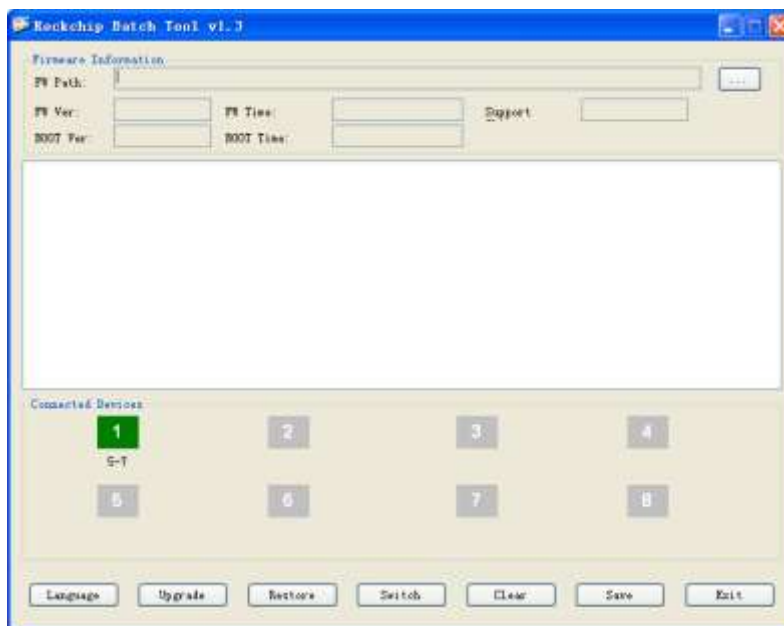 Rockchip Batch Tool v1.3
Firmware Information
FW Path:
...
FW Ver: FW Time: Support
BOOT Ver: BOOT Time:
Connected Devices
1 2 3 4
5 6 7 8
Language Upgrade Restore Switch Clear Save Exit